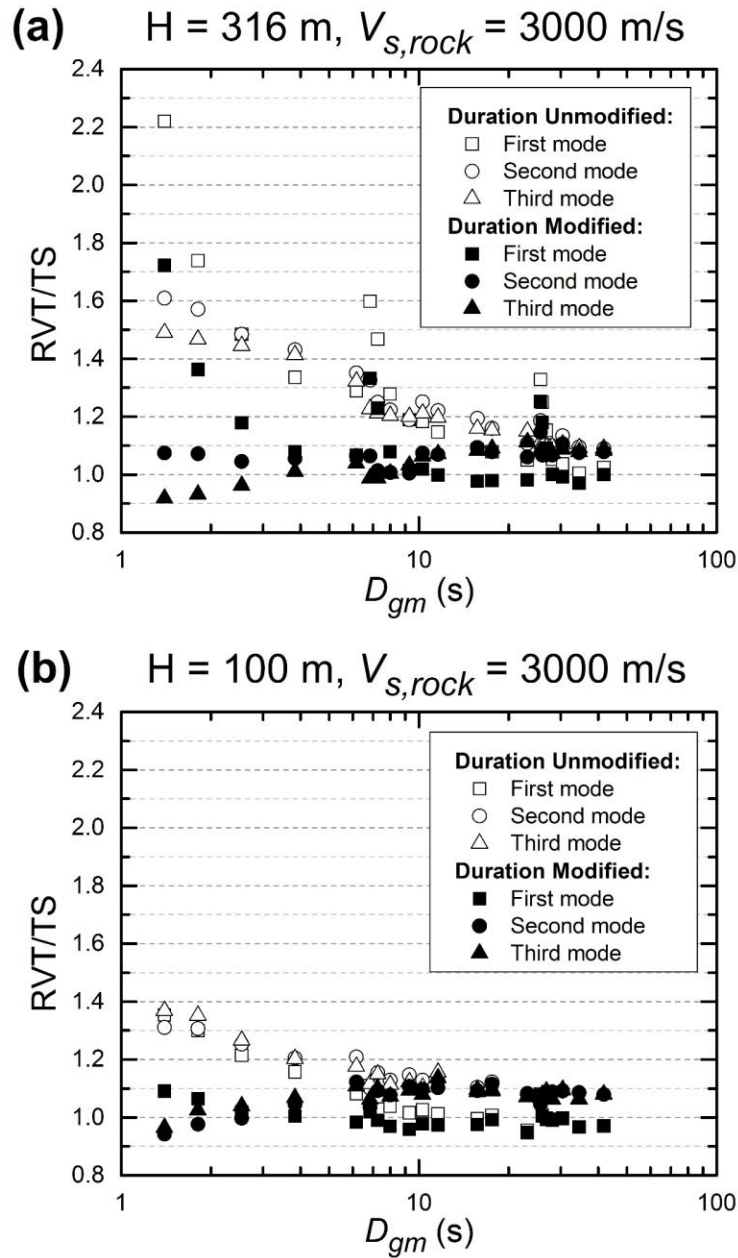 (a) H = 316 m, Vs,rock = 3000 m/s
2.4
2.2
2.0
1.8
1.6
1.4
1.2
1.0
0.8
RVT/TS
Duration Unmodified:
First mode
Second mode
Third mode
Duration Modified:
First mode
Second mode
Third mode
1 10 100
Dgm (s)
(b) H = 100 m, Vs,rock = 3000 m/s
2.4
2.2
2.0
1.8
1.6
1.4
1.2
1.0
0.8
RVT/TS
Duration Unmodified:
First mode
Second mode
Third mode
Duration Modified:
First mode
Second mode
Third mode
1 10 100
Dgm (s)